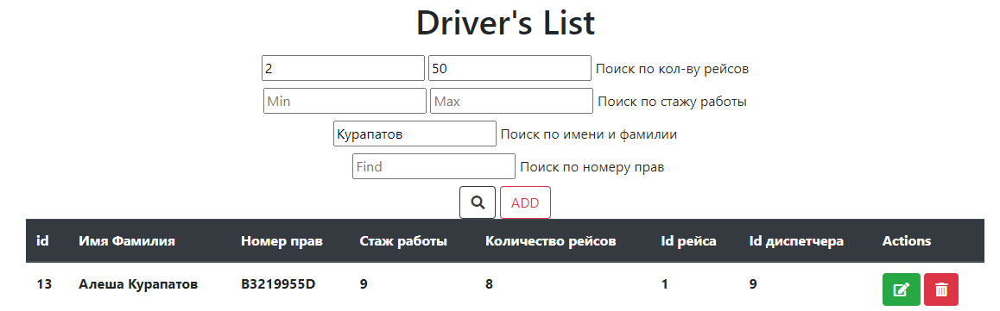 Driver's List
2 50 Поиск по кол-ву рейсов
Min Max Поиск по стажу работы
Курапатов Поиск по имени и фамилии
Find Поиск по номеру прав
ADD
id Имя Фамилия Номер прав Стаж работы Количество рейсов Id рейса Id диспетчера Actions
13 Алеша Курапатов B3219955D 9 8 1 9